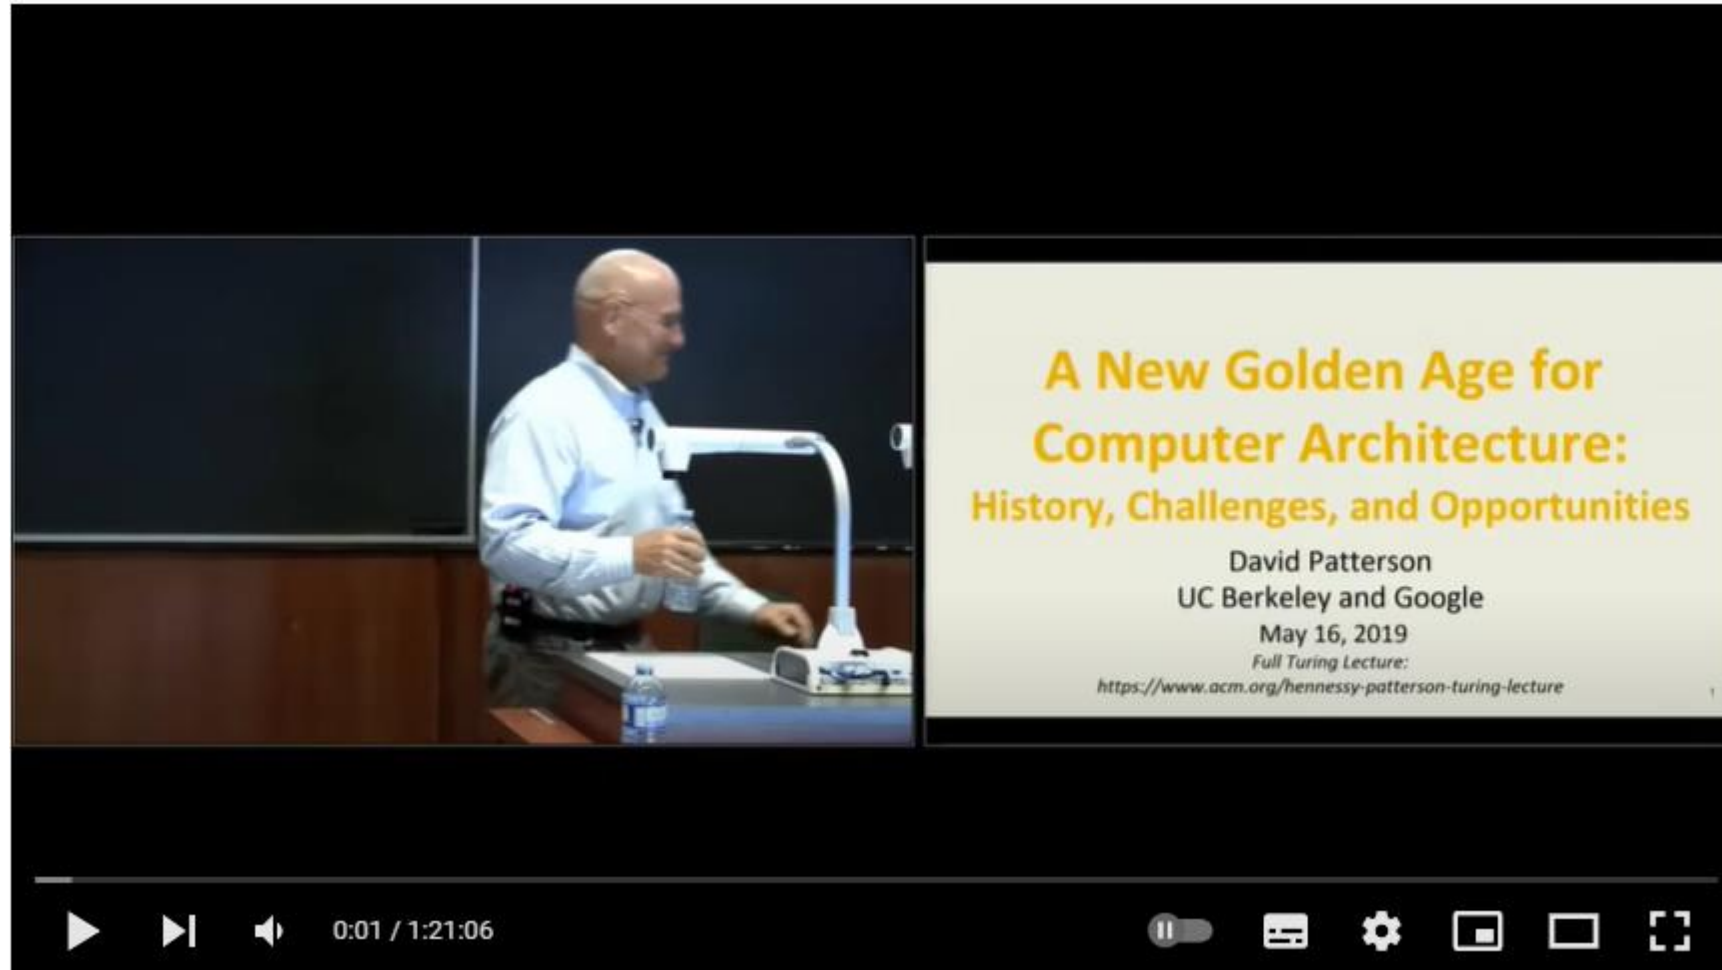 A New Golden Age for
Computer Architecture:
History, Challenges, and Opportunities
David Patterson
UC Berkeley and Google
May 16, 2019
Full Turing Lecture:
https://www.acm.org/hennessy-patterson-turing-lecture
1
0:01 / 1:21:06